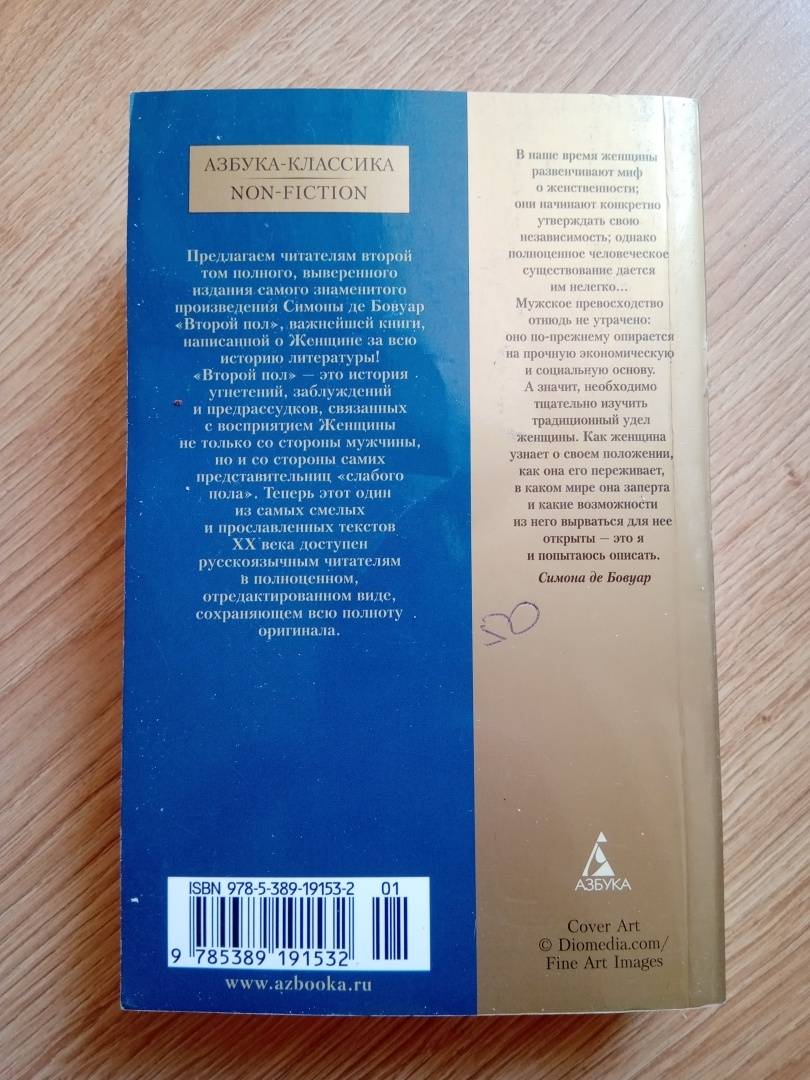 АЗБУКА-КЛАССИКА
NON-FICTION
Предлагаем читателям второй
том полного, выверенного
издания самого знаменитого
произведения Симоны де Бовуар
«Второй пол», важнейшей книги,
написанной о Женщине за всю
историю литературы!
«Второй пол» — это история
угнетений, заблуждений
и предрассудков, связанных
с восприятием Женщины
не только со стороны мужчины,
но и со стороны самих
представительниц «слабого
пола». Теперь этот один
из самых смелых
и прославленных текстов
XX века доступен
русскоязычным читателям
в полноценном,
отредактированном виде,
сохраняющем всю полноту
оригинала.
ISBN 978-5-389-19153-2
01
9 785389 191532
www.azbooka.ru
В наше время женщины
развенчивают миф
о женственности;
они начинают конкретно
утверждать свою
независимость; однако
полноценное человеческое
существование дается
им нелегко...
Мужское превосходство
отнюдь не утрачено:
оно по-прежнему опирается
на прочную экономическую
и социальную основу.
А значит, необходимо
тщательно изучить
традиционный удел
женщины. Как женщина
узнает о своем положении,
как она его переживает,
в каком мире она заперта
и какие возможности
из него вырваться для нее
открыты — это я
и попытаюсь описать.
Симона де Бовуар
АЗБУКА
Cover Art
© Diomedia.com/
Fine Art Images